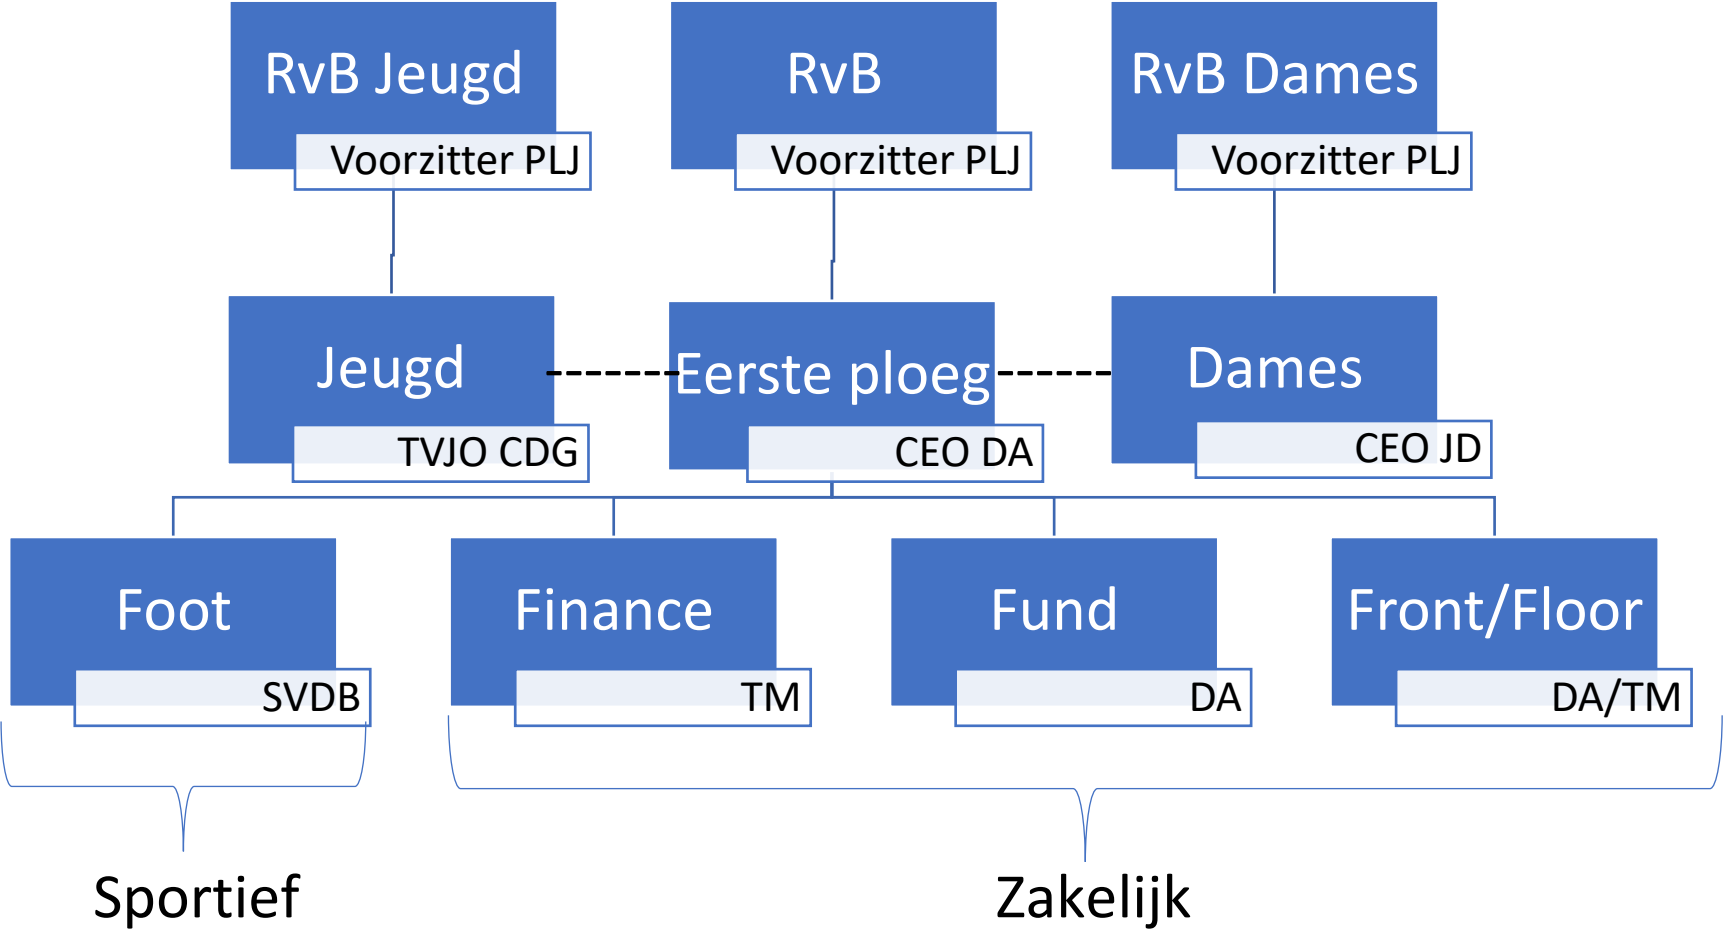 RvB Jeugd
Voorzitter PLJ
RvB
Voorzitter PLJ
RvB Dames
Voorzitter PLJ
Jeugd
TVJO CDG
Eerste ploeg
CEO DA
Dames
CEO JD
Foot
SVDB
Finance
TM
Fund
DA
Front/Floor
DA/TM
Sportief
Zakelijk